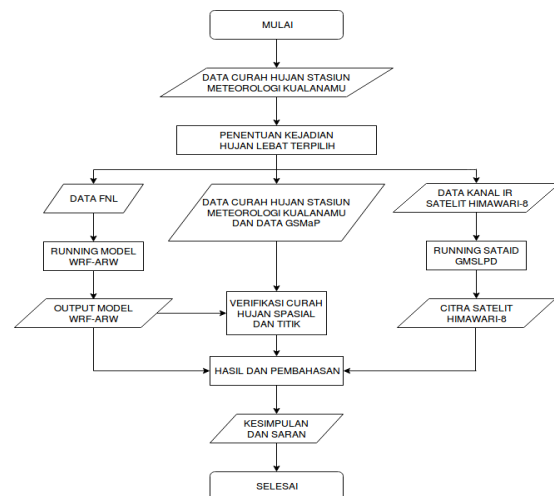 MULAI
DATA CURAH HUJAN STASIUN
METEOROLOGI KUALANAMU
PENENTUAN KEJADIAN
HUJAN LEBAT TERPILIH
DATA FNL
DATA CURAH HUJAN STASIUN
METEOROLOGI KUALANAMU
DAN DATA GSMaP
DATA KANAL IR
SATELIT HIMAWARI-8
RUNNING MODEL
WRF-ARW
RUNNING SATAID
GMSLPD
OUTPUT MODEL
WRF-ARW
VERIFIKASI CURAH
HUJAN SPASIAL
DAN TITIK
CITRA SATELIT
HIMAWARI-8
HASIL DAN PEMBAHASAN
KESIMPULAN
DAN SARAN
SELESAI